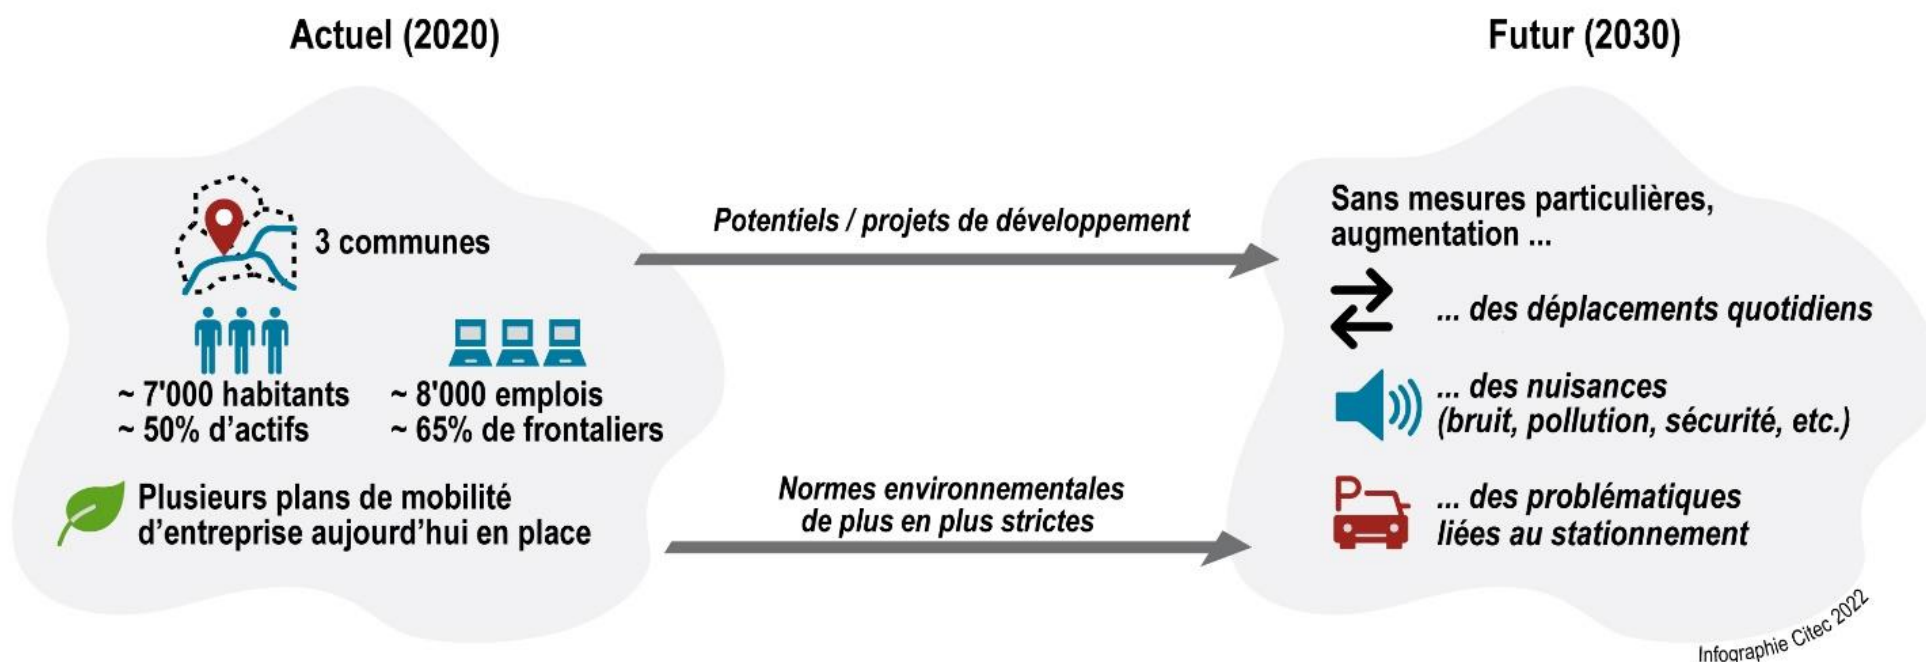 Actuel (2020)
Futur (2030)
3 communes
~ 7'000 habitants
~ 50% d’actifs
~ 8'000 emplois
~ 65% de frontaliers
Plusieurs plans de mobilité
d’entreprise aujourd’hui en place
Potentiels / projets de développement
Normes environnementales
de plus en plus strictes
Sans mesures particulières,
augmentation ...
... des déplacements quotidiens
... des nuisances
(bruit, pollution, sécurité, etc.)
P
... des problématiques
liées au stationnement
Infographie Citec 2022